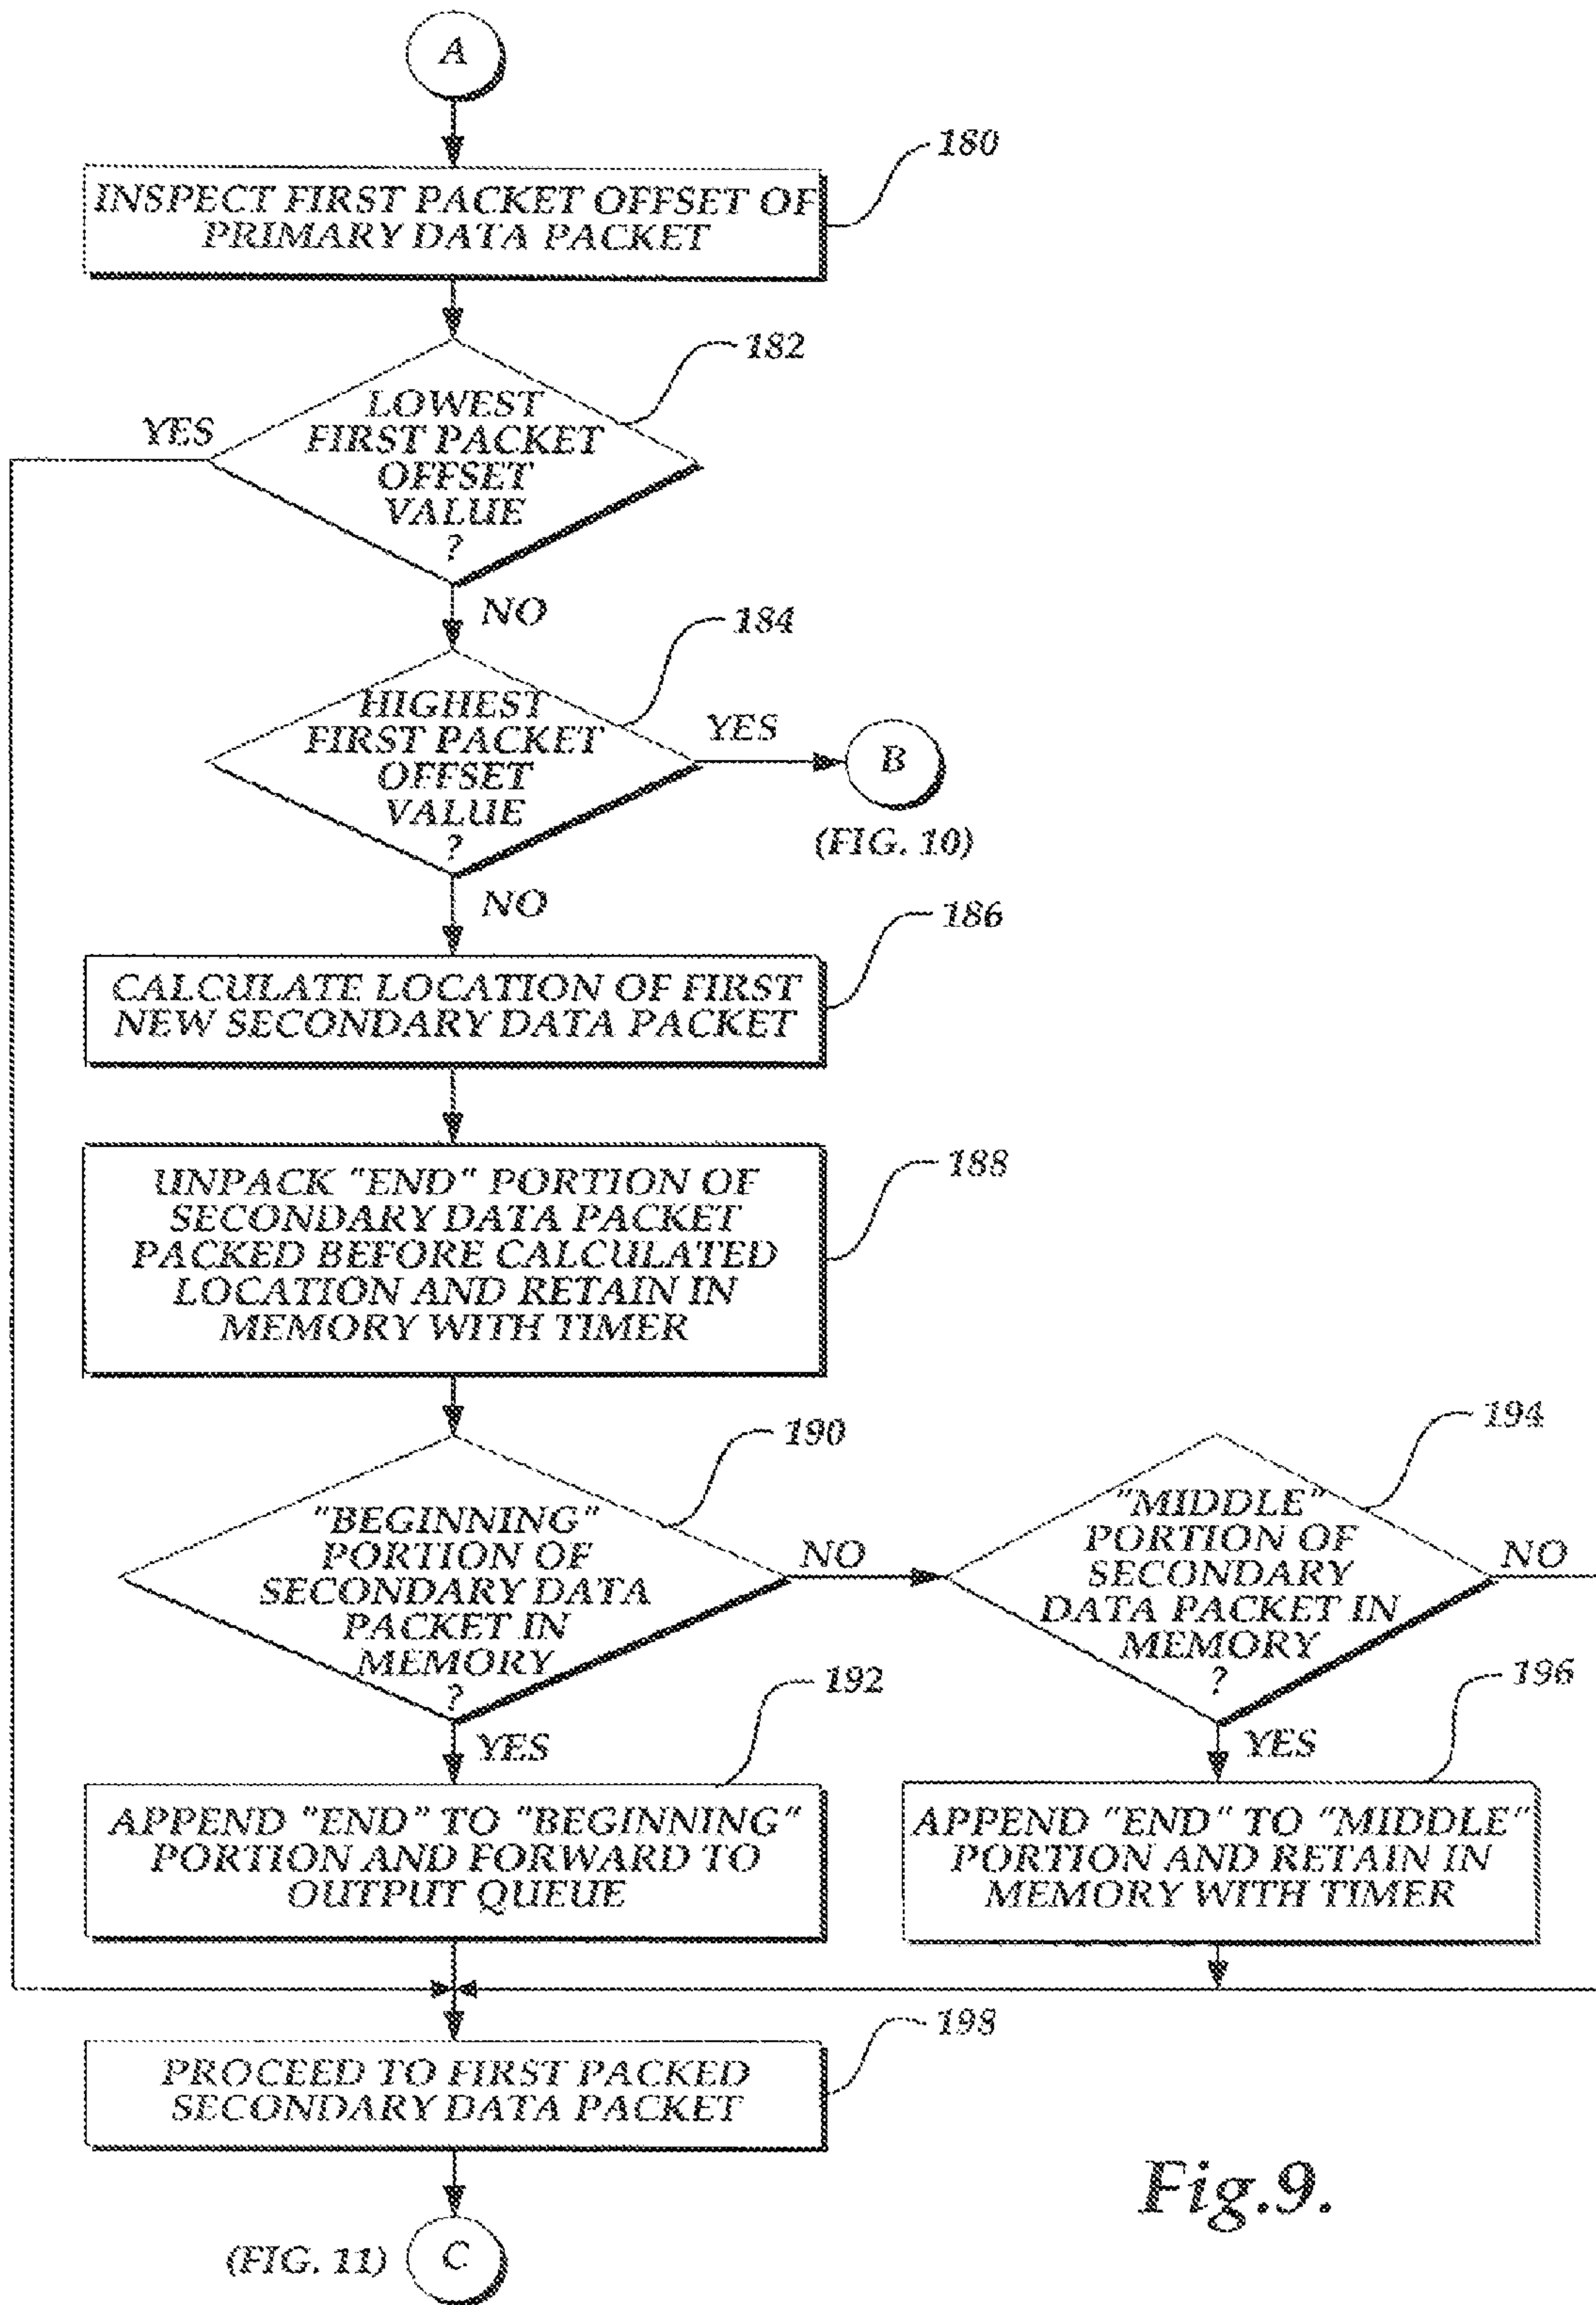 A
180
INSPECT FIRST PACKET OFFSET OF
PRIMARY DATA PACKET
182
LOWEST
FIRST PACKET
OFFSET
VALUE
?
YES
NO
184
HIGHEST
FIRST PACKET
OFFSET
VALUE
?
YES
B
(FIG. 10)
NO
186
CALCULATE LOCATION OF FIRST
NEW SECONDARY DATA PACKET
188
UNPACK "END" PORTION OF
SECONDARY DATA PACKET
PACKED BEFORE CALCULATED
LOCATION AND RETAIN IN
MEMORY WITH TIMER
190
"BEGINNING"
PORTION OF
SECONDARY DATA
PACKET IN
MEMORY
?
NO
194
"MIDDLE"
PORTION OF
SECONDARY
DATA PACKET IN
MEMORY
?
NO
192
YES
APPEND "END" TO "BEGINNING"
PORTION AND FORWARD TO
OUTPUT QUEUE
196
YES
APPEND "END" TO "MIDDLE"
PORTION AND RETAIN IN
MEMORY WITH TIMER
198
PROCEED TO FIRST PACKED
SECONDARY DATA PACKET
(FIG. 11)
C
Fig.9.